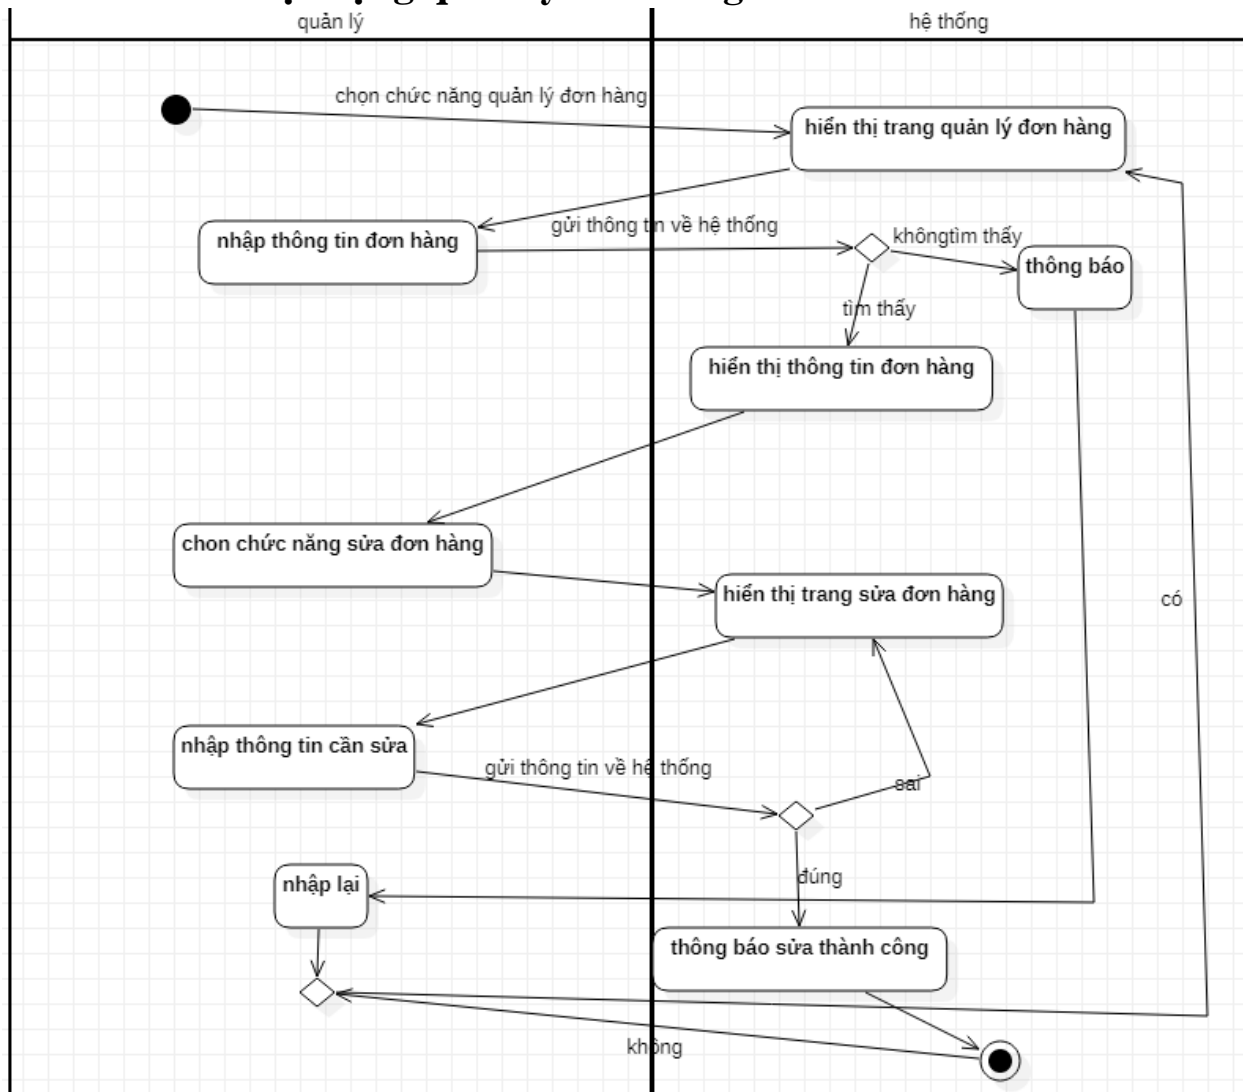 quản lý
hệ thống
chọn chức năng quản lý đơn hàng
hiển thị trang quản lý đơn hàng
gửi thông tin về hệ thống
nhập thông tin đơn hàng
khôngtìm thấy
thông báo
tìm thấy
hiển thị thông tin đơn hàng
chon chức năng sửa đơn hàng
hiển thị trang sửa đơn hàng
có
nhập thông tin cần sửa
gửi thông tin về hệ thống
sai
đúng
nhập lại
thông báo sửa thành công
không